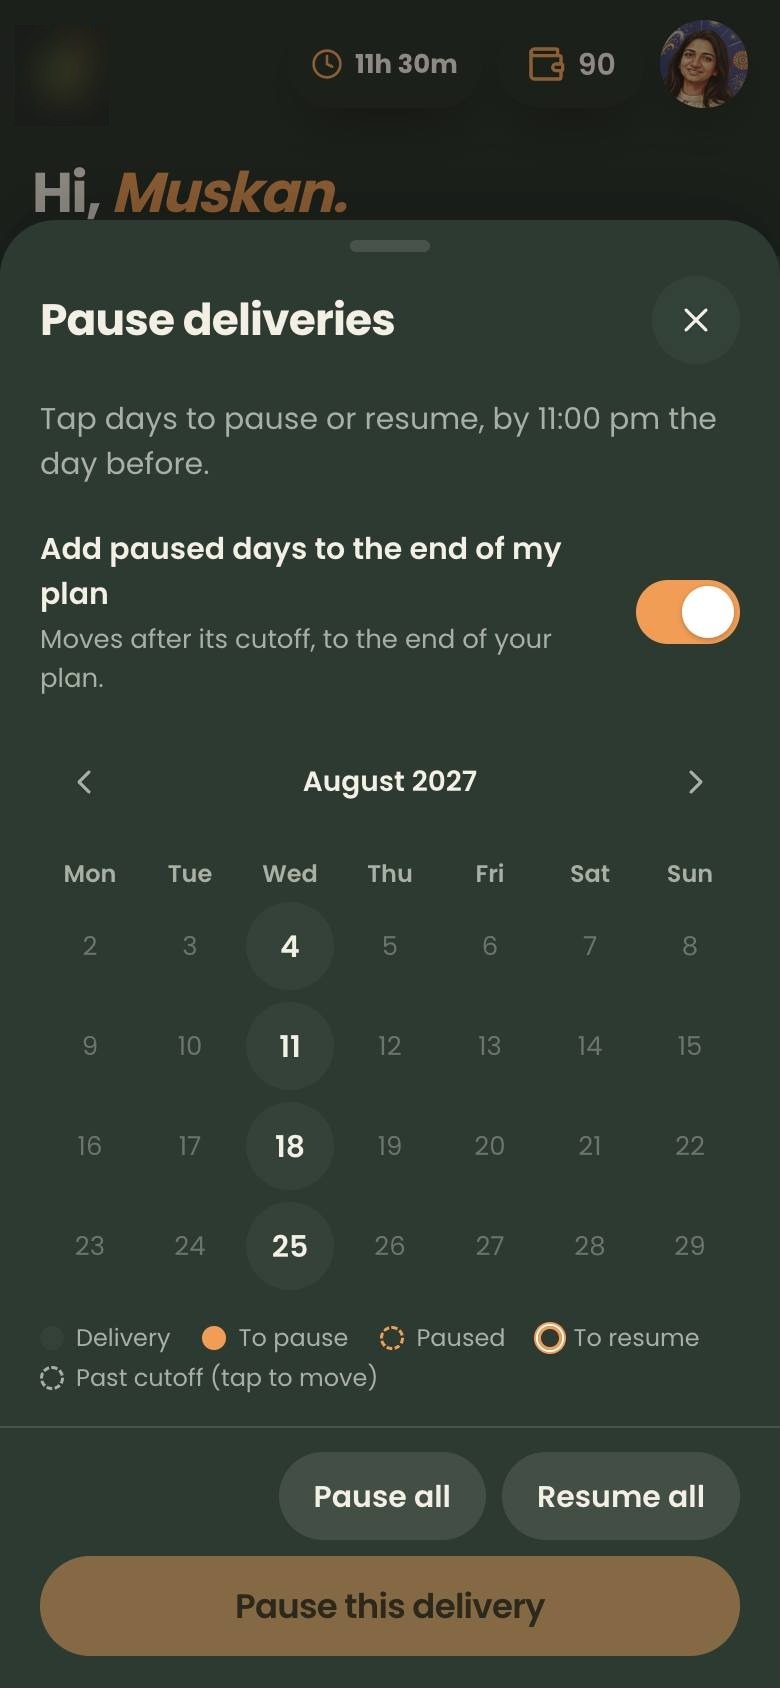 11h 30m
90
Hi, Muskan.
Pause deliveries
Tap days to pause or resume, by 11:00 pm the
day before.
Add paused days to the end of my
plan
Moves after its cutoff, to the end of your
plan.
August 2027
Mon Tue Wed Thu Fri Sat Sun
2 3 4 5 6 7 8
9 10 11 12 13 14 15
16 17 18 19 20 21 22
23 24 25 26 27 28 29
Delivery To pause Paused To resume
Past cutoff (tap to move)
Pause all Resume all
Pause this delivery